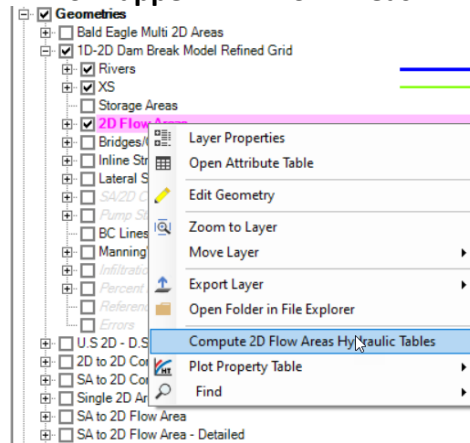 Geometries
Bald Eagle Multi 2D Areas
1D-2D Dam Break Model Refined Grid
Rivers
XS
Storage Areas
2D Flow Areas
Bridges/
Layer Properties
Inline Str
Open Attribute Table
Lateral S
SA/2D C
Edit Geometry
Pump St
BC Lines
Zoom to Layer
Manning'
Move Layer
Infiltratio
Percent
Export Layer
Referenc
Open Folder in File Explorer
Errors
U.S 2D - D.S
Compute 2D Flow Areas Hydraulic Tables
2D to 2D Cor
Plot Property Table
SA to 2D Cor
Single 2D Ar
Find
SA to 2D Flow Area
SA to 2D Flow Area - Detailed